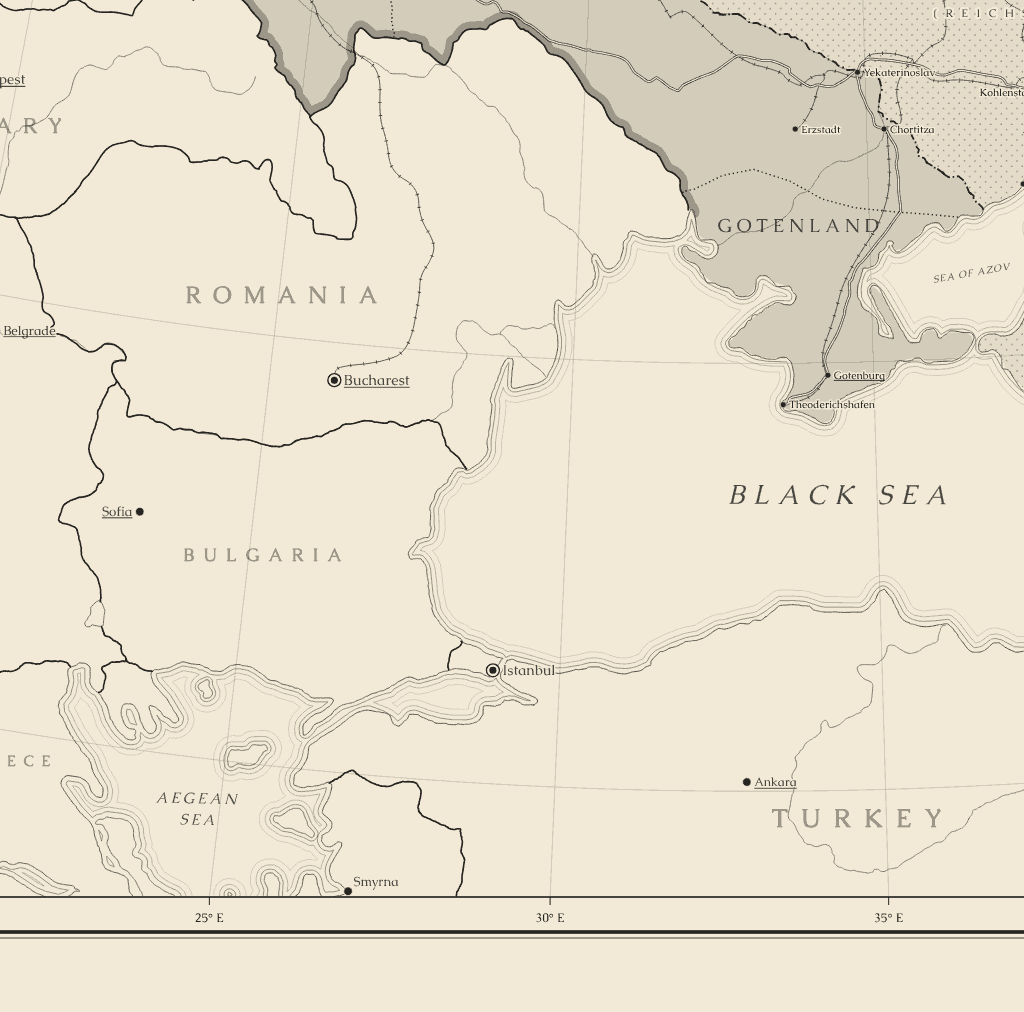 (REICH
Yekaterinoslav
pest
Kohlenst
ARY
Erzstadt
Chortitza
GOTENLAND
SEA OF AZOV
ROMANIA
Belgrade
Bucharest
Gotenburg
Theoderichshafen
BLACK SEA
Sofia
BULGARIA
Istanbul
ECE
Ankara
AEGEAN
SEA
TURKEY
Smyrna
25° E
30° E
35° E